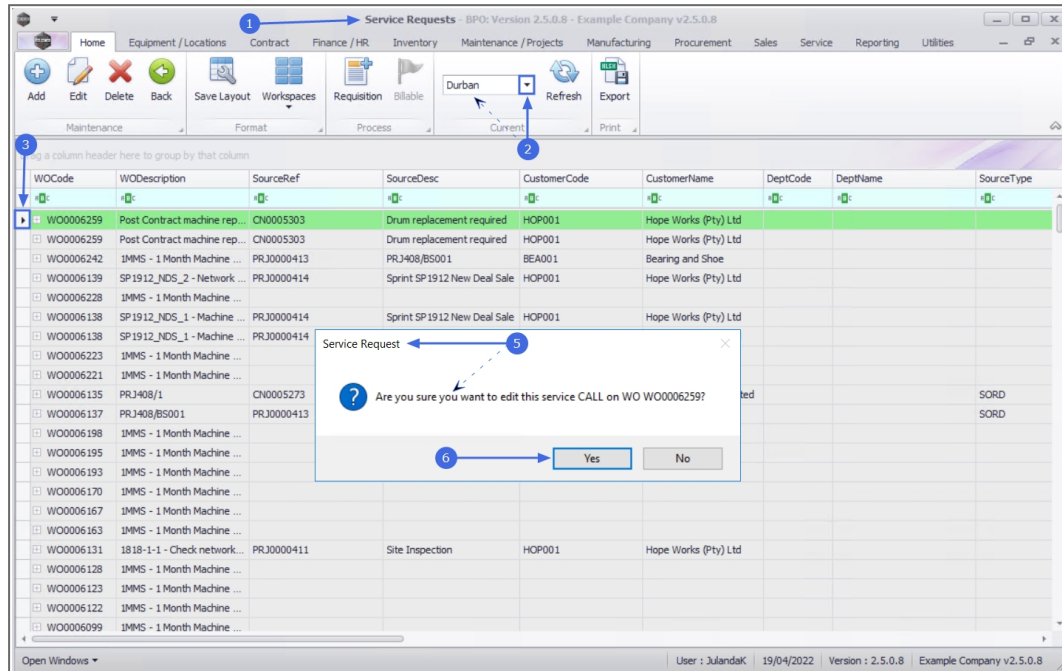 1
Service Requests - BPO: Version 2.5.0.8 - Example Company v2.5.0.8
Home Equipment / Locations Contract Finance / HR Inventory Maintenance / Projects Manufacturing Procurement Sales Service Reporting Utilities
Add Edit Delete Back Save Layout Workspaces Requisition Billable Durban Refresh Export
Maintenance Format Process Current Print
3 2
ag a column header here to group by that column
WOCode WODescription SourceRef SourceDesc CustomerCode CustomerName DeptCode DeptName SourceType
WO0006259 Post Contract machine rep... CN0005303 Drum replacement required HOP001 Hope Works (Pty) Ltd
WO0006259 Post Contract machine rep... CN0005303 Drum replacement required HOP001 Hope Works (Pty) Ltd
WO0006242 1MMS - 1 Month Machine ... PRJ0000413 PRJ408/BS001 BEA001 Bearing and Shoe
WO0006139 SP1912_NDS_2 - Network ... PRJ0000414 Sprint SP1912 New Deal Sale HOP001 Hope Works (Pty) Ltd
WO0006228 1MMS - 1 Month Machine ...
WO0006138 SP1912_NDS_1 - Machine ... PRJ0000414 Sprint SP1912 New Deal Sale HOP001 Hope Works (Pty) Ltd
WO0006138 SP1912_NDS_1 - Machine ... PRJ0000414
WO0006223 1MMS - 1 Month Machine ...
WO0006221 1MMS - 1 Month Machine ...
WO0006135 PRJ408/1 CN0005273 ted SORD
WO0006137 PRJ408/BS001 PRJ0000413 SORD
WO0006198 1MMS - 1 Month Machine ...
WO0006195 1MMS - 1 Month Machine ...
WO0006193 1MMS - 1 Month Machine ...
WO0006170 1MMS - 1 Month Machine ...
WO0006167 1MMS - 1 Month Machine ...
WO0006163 1MMS - 1 Month Machine ...
WO0006131 1818-1-1 - Check network... PRJ0000411 Site Inspection HOP001 Hope Works (Pty) Ltd
WO0006128 1MMS - 1 Month Machine ...
WO0006123 1MMS - 1 Month Machine ...
WO0006122 1MMS - 1 Month Machine ...
WO0006099 1MMS - 1 Month Machine ...
Service Request 5
Are you sure you want to edit this service CALL on WO WO0006259?
6 Yes No
Open Windows User : JulandaK 19/04/2022 Version : 2.5.0.8 Example Company v2.5.0.8